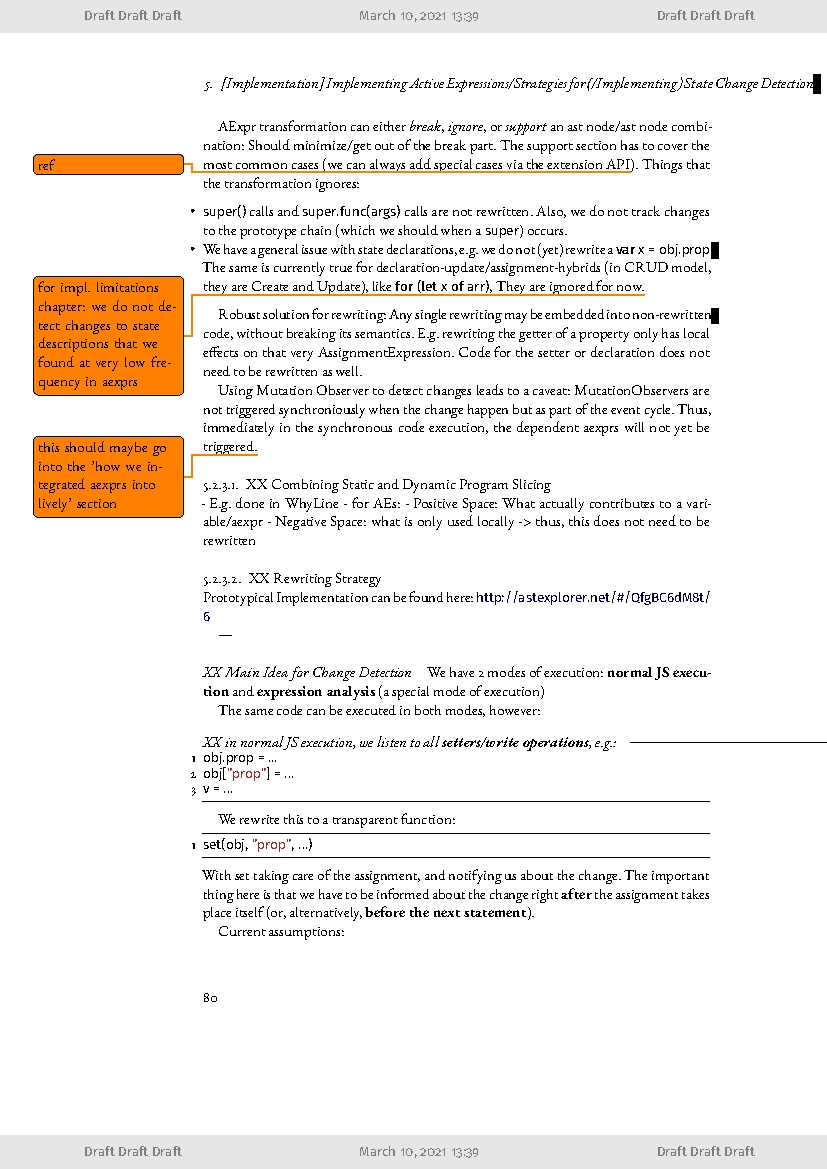 Draft Draft Draft March 10, 2021 13:39 Draft Draft Draft
5. [Implementation] Implementing Active Expressions/Strategies for (/Implementing) State Change Detection
AExpr transformation can either break, ignore, or support an ast node/ast node combi-
nation: Should minimize/get out of the break part. The support section has to cover the
ref
most common cases (we can always add special cases via the extension API). Things that
the transformation ignores:
• super() calls and super.func(args) calls are not rewritten. Also, we do not track changes
to the prototype chain (which we should when a super) occurs.
• We have a general issue with state declarations, e.g. we do not (yet) rewrite a var x = obj.prop
The same is currently true for declaration-update/assignment-hybrids (in CRUD model,
they are Create and Update), like for (let x of arr), They are ignored for now.
for impl. limitations
chapter: we do not de-
tect changes to state
descriptions that we
found at very low fre-
quency in aexprs
Robust solution for rewriting: Any single rewriting may be embedded into non-rewritten
code, without breaking its semantics. E.g. rewriting the getter of a property only has local
effects on that very AssignmentExpression. Code for the setter or declaration does not
need to be rewritten as well.
Using Mutation Observer to detect changes leads to a caveat: MutationObservers are
not triggered synchroniously when the change happen but as part of the event cycle. Thus,
immediately in the synchronous code execution, the dependent aexprs will not yet be
triggered.
this should maybe go
into the 'how we in-
tegrated aexprs into
lively' section
5.2.3.1. XX Combining Static and Dynamic Program Slicing
- E.g. done in WhyLine - for AEs: - Positive Space: What actually contributes to a vari-
able/aexpr - Negative Space: what is only used locally -> thus, this does not need to be
rewritten
5.2.3.2. XX Rewriting Strategy
Prototypical Implementation can be found here: http://astexplorer.net/#/QfgBC6dM8t/
6
—
XX Main Idea for Change Detection We have 2 modes of execution: normal JS execu-
tion and expression analysis (a special mode of execution)
The same code can be executed in both modes, however:
XX in normal JS execution, we listen to all setters/write operations, e.g.:
1 obj.prop = ...
2 obj["prop"] = ...
3 v = ...
We rewrite this to a transparent function:
1 set(obj, "prop", ...)
With set taking care of the assignment, and notifying us about the change. The important
thing here is that we have to be informed about the change right after the assignment takes
place itself (or, alternatively, before the next statement).
Current assumptions:
80
Draft Draft Draft March 10, 2021 13:39 Draft Draft Draft